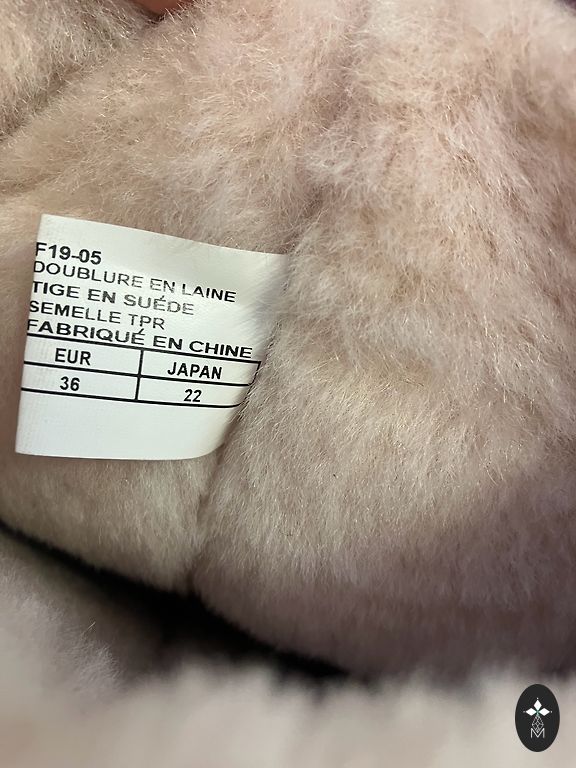 F19-05
DOUBLURE EN LAINE
TIGE EN SUÉDE
SEMELLE TPR
FABRIQUÉ EN CHINE
EUR JAPAN
36 22
M